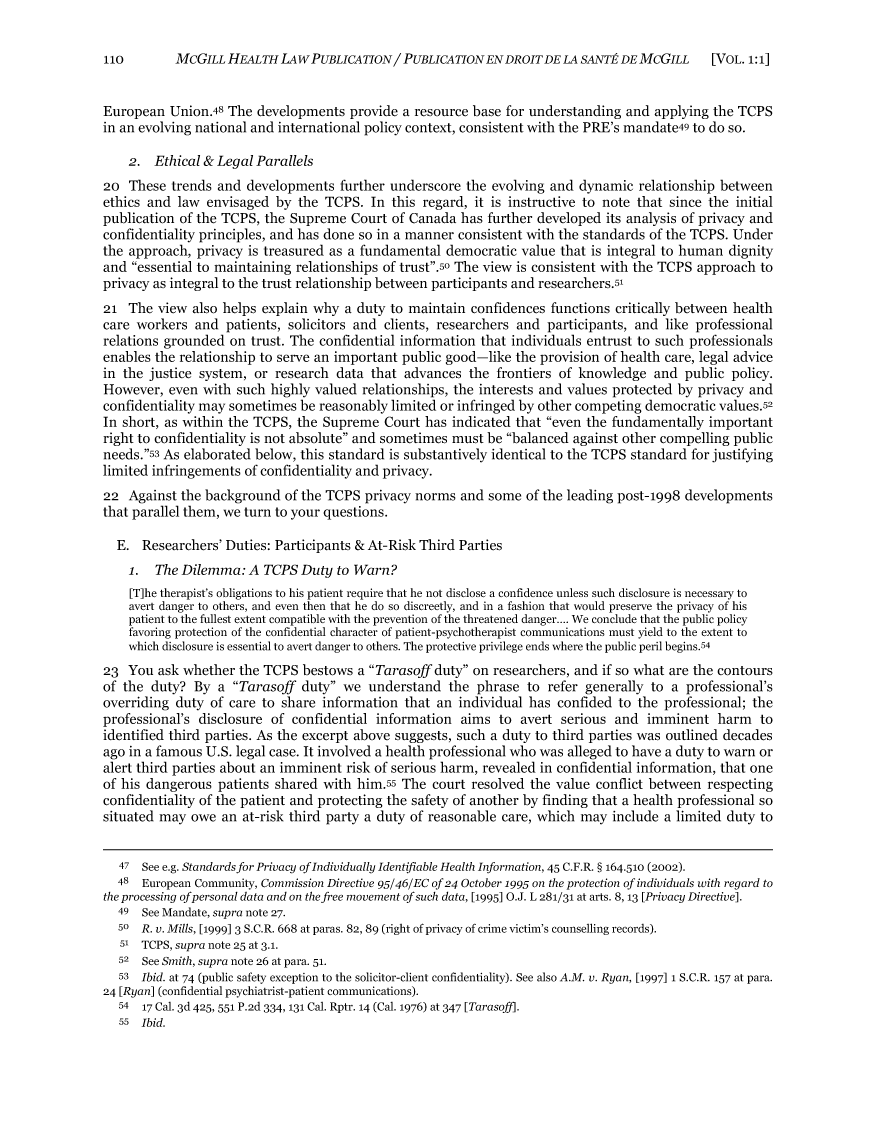 110 MCGILL HEALTH LAW PUBLICATION / PUBLICATION EN DROIT DE LA SANTÉ DE MCGILL [VOL. 1:1]
European Union.48 The developments provide a resource base for understanding and applying the TCPS
in an evolving national and international policy context, consistent with the PRE’s mandate49 to do so.
2. Ethical & Legal Parallels
20 These trends and developments further underscore the evolving and dynamic relationship between
ethics and law envisaged by the TCPS. In this regard, it is instructive to note that since the initial
publication of the TCPS, the Supreme Court of Canada has further developed its analysis of privacy and
confidentiality principles, and has done so in a manner consistent with the standards of the TCPS. Under
the approach, privacy is treasured as a fundamental democratic value that is integral to human dignity
and “essential to maintaining relationships of trust”.50 The view is consistent with the TCPS approach to
privacy as integral to the trust relationship between participants and researchers.51
21 The view also helps explain why a duty to maintain confidences functions critically between health
care workers and patients, solicitors and clients, researchers and participants, and like professional
relations grounded on trust. The confidential information that individuals entrust to such professionals
enables the relationship to serve an important public good—like the provision of health care, legal advice
in the justice system, or research data that advances the frontiers of knowledge and public policy.
However, even with such highly valued relationships, the interests and values protected by privacy and
confidentiality may sometimes be reasonably limited or infringed by other competing democratic values.52
In short, as within the TCPS, the Supreme Court has indicated that “even the fundamentally important
right to confidentiality is not absolute” and sometimes must be “balanced against other compelling public
needs.”53 As elaborated below, this standard is substantively identical to the TCPS standard for justifying
limited infringements of confidentiality and privacy.
22 Against the background of the TCPS privacy norms and some of the leading post-1998 developments
that parallel them, we turn to your questions.
E. Researchers’ Duties: Participants & At-Risk Third Parties
1. The Dilemma: A TCPS Duty to Warn?
[T]he therapist’s obligations to his patient require that he not disclose a confidence unless such disclosure is necessary to
avert danger to others, and even then that he do so discreetly, and in a fashion that would preserve the privacy of his
patient to the fullest extent compatible with the prevention of the threatened danger.... We conclude that the public policy
favoring protection of the confidential character of patient-psychotherapist communications must yield to the extent to
which disclosure is essential to avert danger to others. The protective privilege ends where the public peril begins.54
23 You ask whether the TCPS bestows a “Tarasoff duty” on researchers, and if so what are the contours
of the duty? By a “Tarasoff duty” we understand the phrase to refer generally to a professional’s
overriding duty of care to share information that an individual has confided to the professional; the
professional’s disclosure of confidential information aims to avert serious and imminent harm to
identified third parties. As the excerpt above suggests, such a duty to third parties was outlined decades
ago in a famous U.S. legal case. It involved a health professional who was alleged to have a duty to warn or
alert third parties about an imminent risk of serious harm, revealed in confidential information, that one
of his dangerous patients shared with him.55 The court resolved the value conflict between respecting
confidentiality of the patient and protecting the safety of another by finding that a health professional so
situated may owe an at-risk third party a duty of reasonable care, which may include a limited duty to
47 See e.g. Standards for Privacy of Individually Identifiable Health Information, 45 C.F.R. § 164.510 (2002).
48 European Community, Commission Directive 95/46/EC of 24 October 1995 on the protection of individuals with regard to
the processing of personal data and on the free movement of such data, [1995] O.J. L 281/31 at arts. 8, 13 [Privacy Directive].
49 See Mandate, supra note 27.
50 R. v. Mills, [1999] 3 S.C.R. 668 at paras. 82, 89 (right of privacy of crime victim’s counselling records).
51 TCPS, supra note 25 at 3.1.
52 See Smith, supra note 26 at para. 51.
53 Ibid. at 74 (public safety exception to the solicitor-client confidentiality). See also A.M. v. Ryan, [1997] 1 S.C.R. 157 at para.
24 [Ryan] (confidential psychiatrist-patient communications).
54 17 Cal. 3d 425, 551 P.2d 334, 131 Cal. Rptr. 14 (Cal. 1976) at 347 [Tarasoff].
55 Ibid.